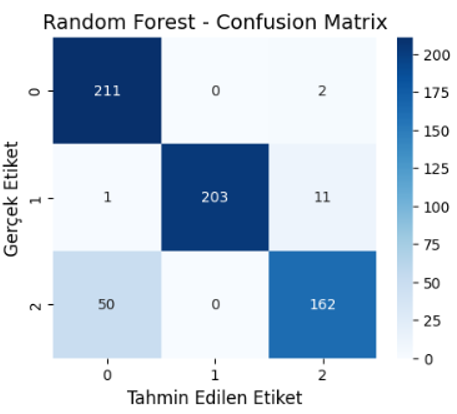 Random Forest - Confusion Matrix
Gerçek Etiket
0 211 0 2
1 1 203 11
2 50 0 162
0 1 2
Tahmin Edilen Etiket
200
175
150
125
100
75
50
25
0